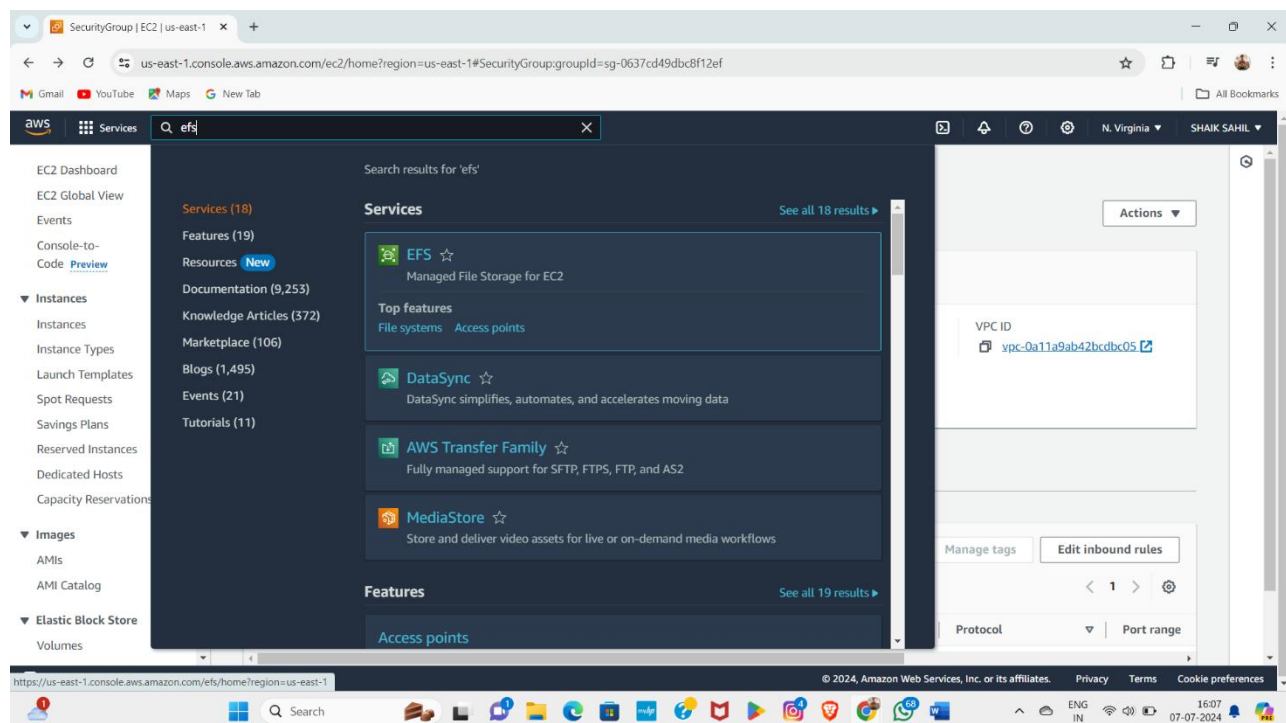 SecurityGroup | EC2 | us-east-1
us-east-1.console.aws.amazon.com/ec2/home?region=us-east-1#SecurityGroup:groupId=sg-0637cd49dbc8f12ef
Gmail YouTube Maps New Tab All Bookmarks
aws Services efs N. Virginia SHAIK SAHIL
EC2 Dashboard
EC2 Global View
Events
Console-to-
Code Preview
Instances
Instances
Instance Types
Launch Templates
Spot Requests
Savings Plans
Reserved Instances
Dedicated Hosts
Capacity Reservations
Images
AMIs
AMI Catalog
Elastic Block Store
Volumes
Services (18)
Features (19)
Resources New
Documentation (9,253)
Knowledge Articles (372)
Marketplace (106)
Blogs (1,495)
Events (21)
Tutorials (11)
Search results for 'efs'
Services See all 18 results
EFS
Managed File Storage for EC2
Top features
File systems Access points
DataSync
DataSync simplifies, automates, and accelerates moving data
AWS Transfer Family
Fully managed support for SFTP, FTPS, FTP, and AS2
MediaStore
Store and deliver video assets for live or on-demand media workflows
Features See all 19 results
Access points
Actions
VPC ID
vpc-0a11a9ab42bcdbc05
Manage tags Edit inbound rules
1
Protocol Port range
https://us-east-1.console.aws.amazon.com/efs/home?region=us-east-1
© 2024, Amazon Web Services, Inc. or its affiliates. Privacy Terms Cookie preferences
Search
ENG
IN
16:07
07-07-2024